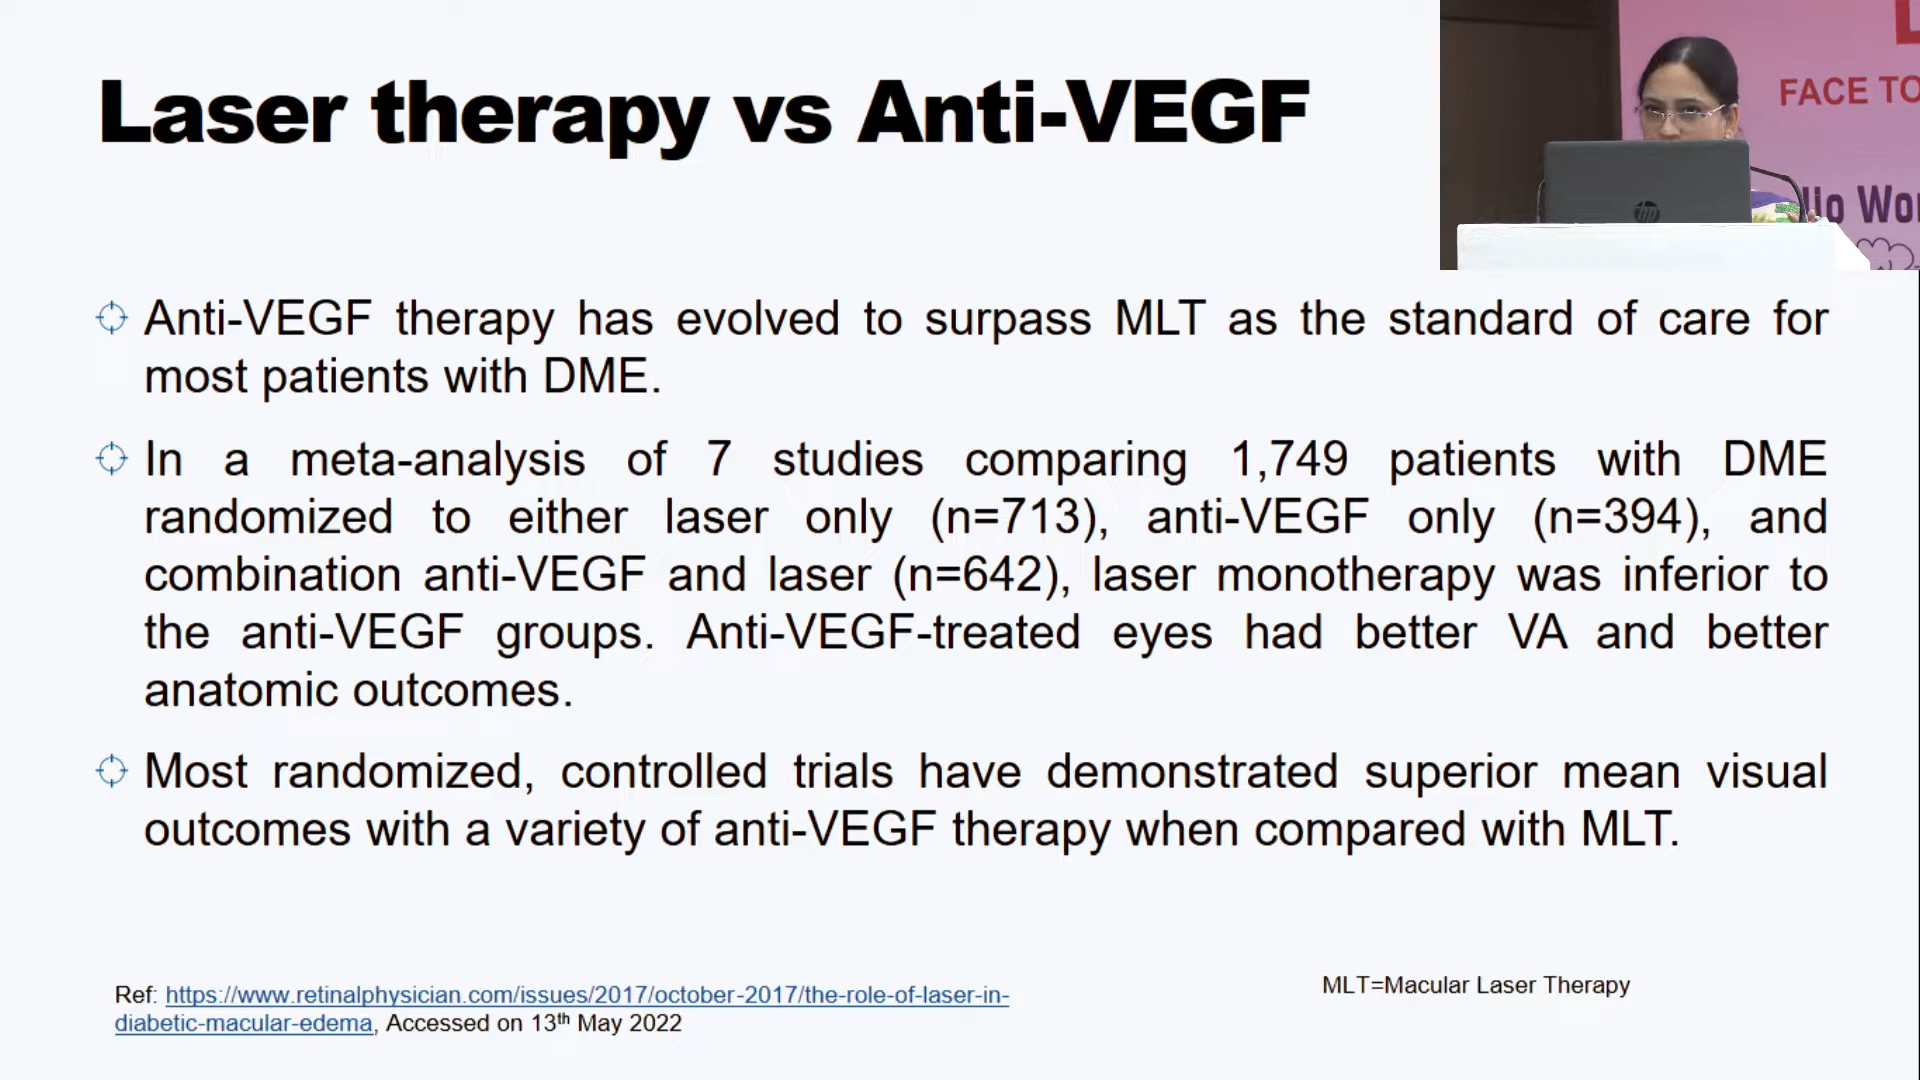 Laser therapy vs Anti-VEGF
FACE TO
hp
Wor
Anti-VEGF therapy has evolved to surpass MLT as the standard of care for
most patients with DME.
In a meta-analysis of 7 studies comparing 1,749 patients with DME
randomized to either laser only (n=713), anti-VEGF only (n=394), and
combination anti-VEGF and laser (n=642), laser monotherapy was inferior to
the anti-VEGF groups. Anti-VEGF-treated eyes had better VA and better
anatomic outcomes.
Most randomized, controlled trials have demonstrated superior mean visual
outcomes with a variety of anti-VEGF therapy when compared with MLT.
Ref: https://www.retinalphysician.com/issues/2017/october-2017/the-role-of-laser-in-
diabetic-macular-edema, Accessed on 13th May 2022
MLT=Macular Laser Therapy